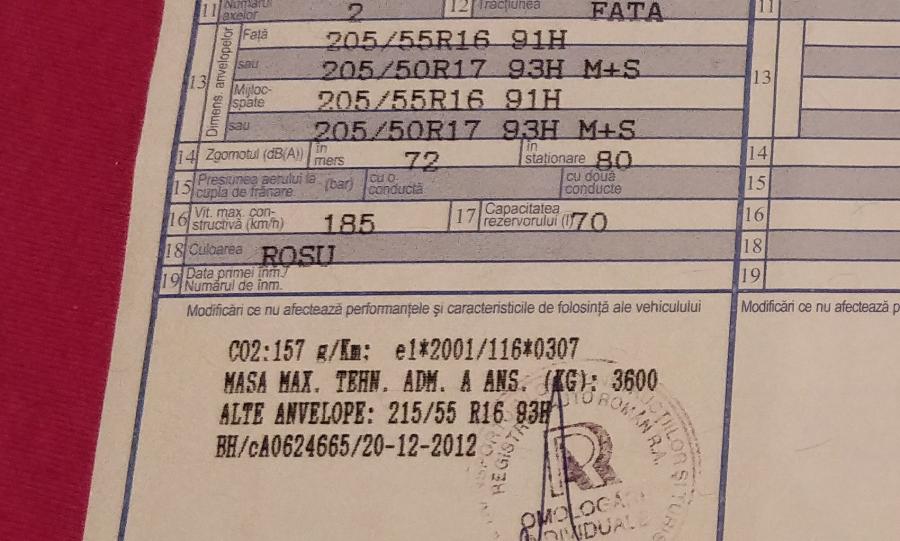 11 Numărul axelor 2 12 Tracţiunea FATA 11
13 Dimens. anvelopelor Faţă 205/55R16 91H 13
sau 205/50R17 93H M+S
Mijloc-spate 205/55R16 91H
sau 205/50R17 93H M+S
14 Zgomotul (dB(A)) în mers 72 în staționare 80 14
15 Presiunea aerului la cupla de frânare (bar) cu o conductă cu două conducte 15
16 Vit. max. constructivă (km/h) 185 17 Capacitatea rezervorului (l) 70 16
18 Culoarea ROSU 18
19 Data primei înm./ Numărul de înm. 19
Modificări ce nu afectează performanţele şi caracteristicile de folosinţă ale vehiculului Modificări ce nu afectează p
CO2:157 g/Km: e1*2001/116*0307
MASA MAX. TEHN. ADM. A ANS. (KG): 3600
ALTE ANVELOPE: 215/55 R16 93H
BH/cA0624665/20-12-2012
AUTO ROMÂN R.A.